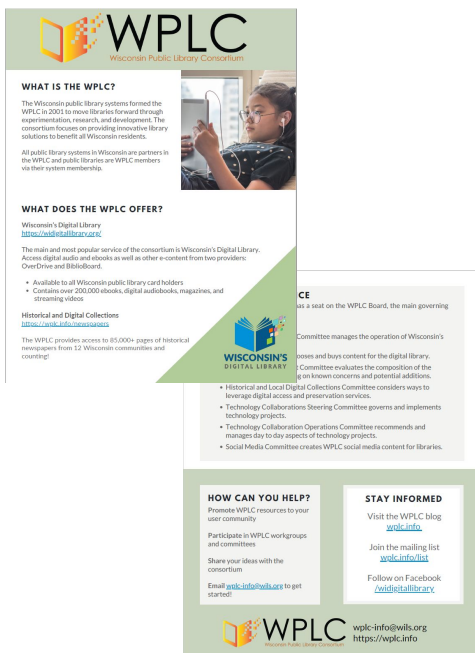 WPLC
Wisconsin Public Library Consortium
WHAT IS THE WPLC?
The Wisconsin public library systems formed the
WPLC in 2001 to move libraries forward through
experimentation, research, and development. The
consortium focuses on providing innovative library
solutions to benefit all Wisconsin residents.
All public library systems in Wisconsin are partners in
the WPLC and public libraries are WPLC members
via their system membership.
WHAT DOES THE WPLC OFFER?
Wisconsin's Digital Library
https://widigitallibrary.org/
The main and most popular service of the consortium is Wisconsin's Digital Library.
Access digital audio and ebooks as well as other e-content from two providers:
OverDrive and BiblioBoard.
• Available to all Wisconsin public library card holders
• Contains over 200,000 ebooks, digital audiobooks, magazines, and
streaming videos
Historical and Digital Collections
https://wplc.info/newspapers
The WPLC provides access to 85,000+ pages of historical
newspapers from 12 Wisconsin communities and
counting!
WISCONSIN'S
DIGITAL LIBRARY
CE
as a seat on the WPLC Board, the main governing
Committee manages the operation of Wisconsin's
ooses and buys content for the digital library.
Committee evaluates the composition of the
g on known concerns and potential additions.
• Historical and Local Digital Collections Committee considers ways to
leverage digital access and preservation services.
• Technology Collaborations Steering Committee governs and implements
technology projects.
• Technology Collaboration Operations Committee recommends and
manages day to day aspects of technology projects.
• Social Media Committee creates WPLC social media content for libraries.
HOW CAN YOU HELP?
Promote WPLC resources to your
user community
Participate in WPLC workgroups
and committees
Share your ideas with the
consortium
Email wplc-info@wils.org to get
started!
STAY INFORMED
Visit the WPLC blog
wplc.info
Join the mailing list
wplc.info/list
Follow on Facebook
/widigitallibrary
WPLC
Wisconsin Public Library Consortium
wplc-info@wils.org
https://wplc.info